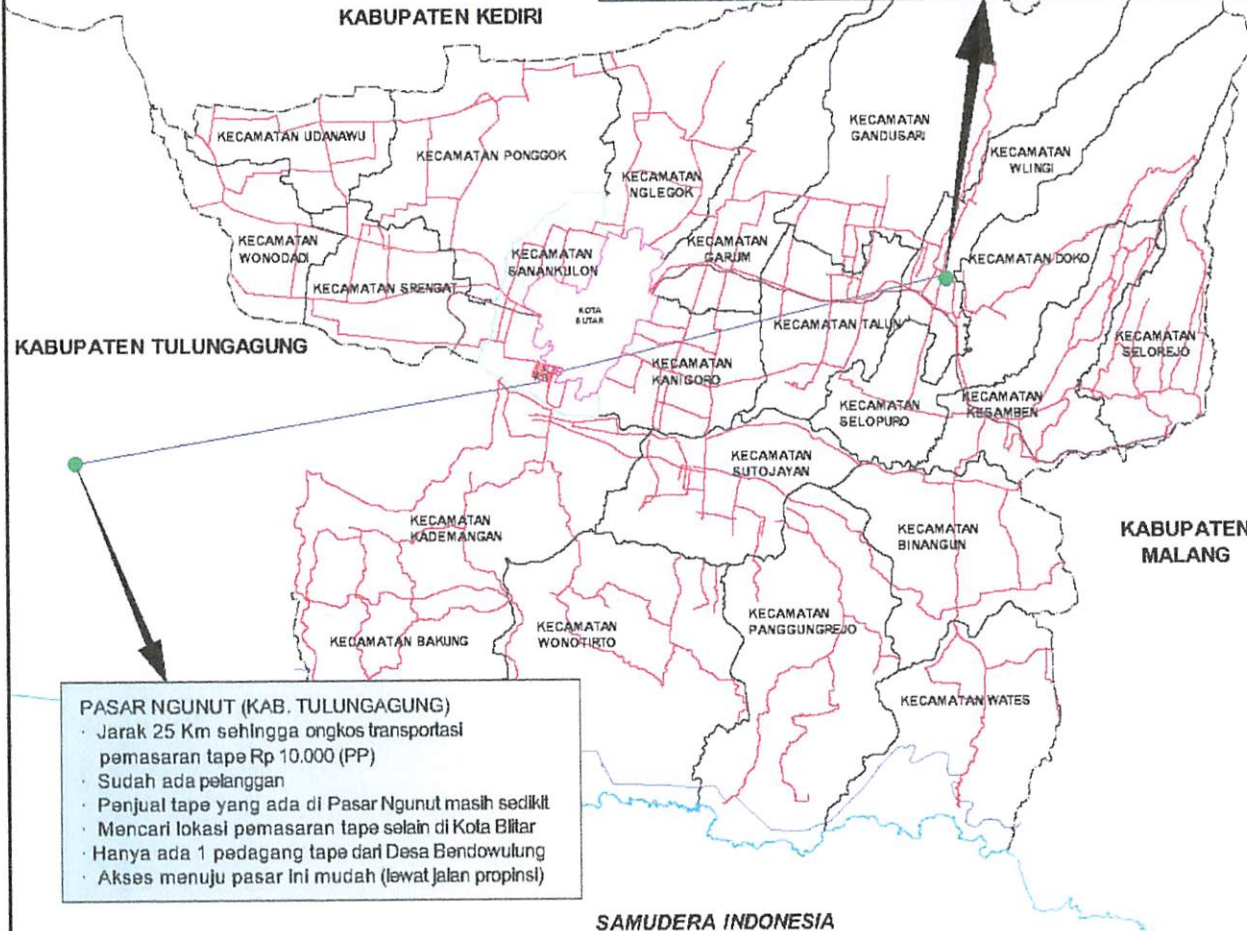 KABUPATEN KEDIRI
KECAMATAN
GANDUSARI
KECAMATAN UDANAWU
KECAMATAN PONGGOK
KECAMATAN
WLINGI
KECAMATAN
NGLEGOK
KECAMATAN
WONODADI
KECAMATAN
SANANKULON
KECAMATAN
GARUM
KECAMATAN DOKO
KECAMATAN SRENGAT
KOTA
BLITAR
KECAMATAN TALUN
KABUPATEN TULUNGAGUNG
KECAMATAN
SELOREJO
KECAMATAN
KANIGORO
KECAMATAN
SELOPURO
KECAMATAN
KESAMBEN
KECAMATAN
SUTOJAYAN
KECAMATAN
KADEMANGAN
KECAMATAN
BINANGUN
KABUPATEN
MALANG
KECAMATAN BAKUNG
KECAMATAN
WONOTIRTO
KECAMATAN
PANGGUNGREJO
KECAMATAN WATES
PASAR NGUNUT (KAB. TULUNGAGUNG)
· Jarak 25 Km sehingga ongkos transportasi
pemasaran tape Rp 10.000 (PP)
· Sudah ada pelanggan
· Penjual tape yang ada di Pasar Ngunut masih sedikit
· Mencari lokasi pemasaran tape selain di Kota Blitar
· Hanya ada 1 pedagang tape dari Desa Bendowulung
· Akses menuju pasar ini mudah (lewat jalan propinsi)
SAMUDERA INDONESIA